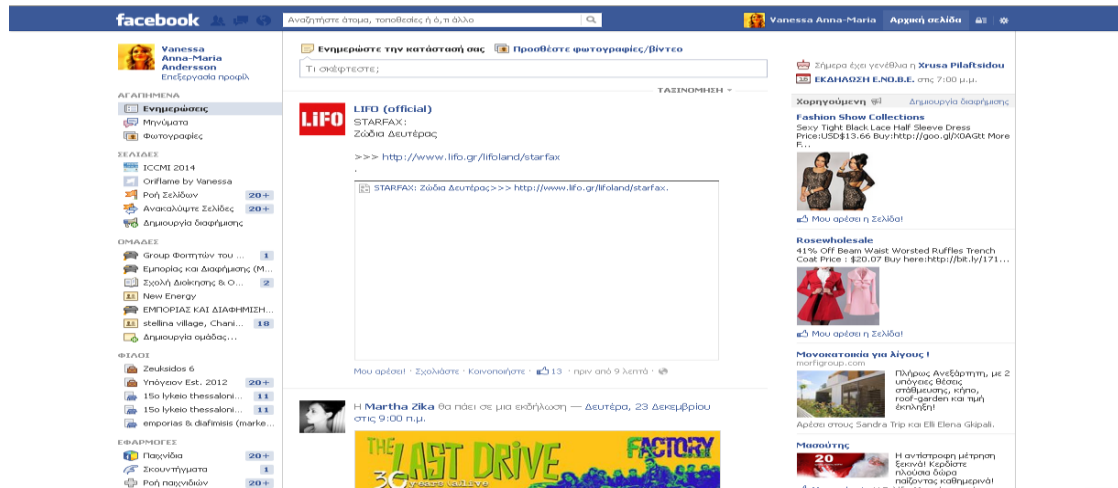 facebook
Αναζητήστε άτομα, τοποθεσίες ή ό,τι άλλο
Vanessa Anna-Maria
Αρχική σελίδα
Vanessa
Anna-Maria
Andersson
Επεξεργασία προφίλ
ΑΓΑΠΗΜΕΝΑ
Ενημερώσεις
Μηνύματα
Φωτογραφίες
ΣΕΛΙΔΕΣ
ICCMI 2014
Oriflame by Vanessa
Ροή Σελίδων 20+
Ανακαλύψτε Σελίδες 20+
Δημιουργία διαφήμισης
ΟΜΑΔΕΣ
Group Φοιτητών του ... 1
Εμπορίας και Διαφήμισης (Μ...
Σχολή Διοίκησης & Ο... 2
New Energy
ΕΜΠΟΡΙΑΣ ΚΑΙ ΔΙΑΦΗΜΙΣΗ...
stellina village, Chani... 18
Δημιουργία ομάδας...
ΦΙΛΟΙ
Zeuksidos 6
Υπόγειον Est. 2012 20+
15ο lykeio thessaloni... 11
15ο lykeio thessaloni... 11
emporias & diafimisis (marke...
ΕΦΑΡΜΟΓΕΣ
Παιχνίδια 20+
Σκουντήγματα 1
Ροή παιχνιδιών 20+
Ενημερώστε την κατάστασή σας
Προσθέστε φωτογραφίες/βίντεο
Τι σκέφτεστε;
ΤΑΞΙΝΟΜΗΣΗ
LiFO
LIFO (official)
STARFAX:
Ζώδια Δευτέρας
>>> http://www.lifo.gr/lifoland/starfax
.
STARFAX: Ζώδια Δευτέρας>>> http://www.lifo.gr/lifoland/starfax.
Μου αρέσει! · Σχολιάστε · Κοινοποιήστε · 13 · πριν από 9 λεπτά ·
Η Martha Zika θα πάει σε μια εκδήλωση — Δευτέρα, 23 Δεκεμβρίου
στις 9:00 π.μ.
THE LAST DRIVE
FACTORY
30 years (a)live
Σήμερα έχει γενέθλια η Xrusa Pilaftsidou
ΕΚΔΗΛΩΣΗ Ε.ΝΟ.Β.Ε. στις 7:00 μ.μ.
Χορηγούμενη
Δημιουργία διαφήμισης
Fashion Show Collections
Sexy Tight Black Lace Half Sleeve Dress
Price:USD$13.66 Buy:http://goo.gl/X0AGtt More
F...
Μου αρέσει η Σελίδα!
Rosewholesale
41% Off Beam Waist Worsted Ruffles Trench
Coat Price : $20.07 Buy here:http://bit.ly/171...
Μου αρέσει η Σελίδα!
Μονοκατοικία για λίγους !
morfigroup.com
Πλήρως Ανεξάρτητη, με 2
υπόγειες θέσεις
στάθμευσης, κήπο,
roof-garden και τιμή
έκπληξη!
Αρέσει στους Sandra Trip και Elli Elena Gkipali.
Μασούτης
20
Η αντίστροφη μέτρηση
ξεκινά! Κερδίστε
πλούσια δώρα
παίζοντας καθημερινά!